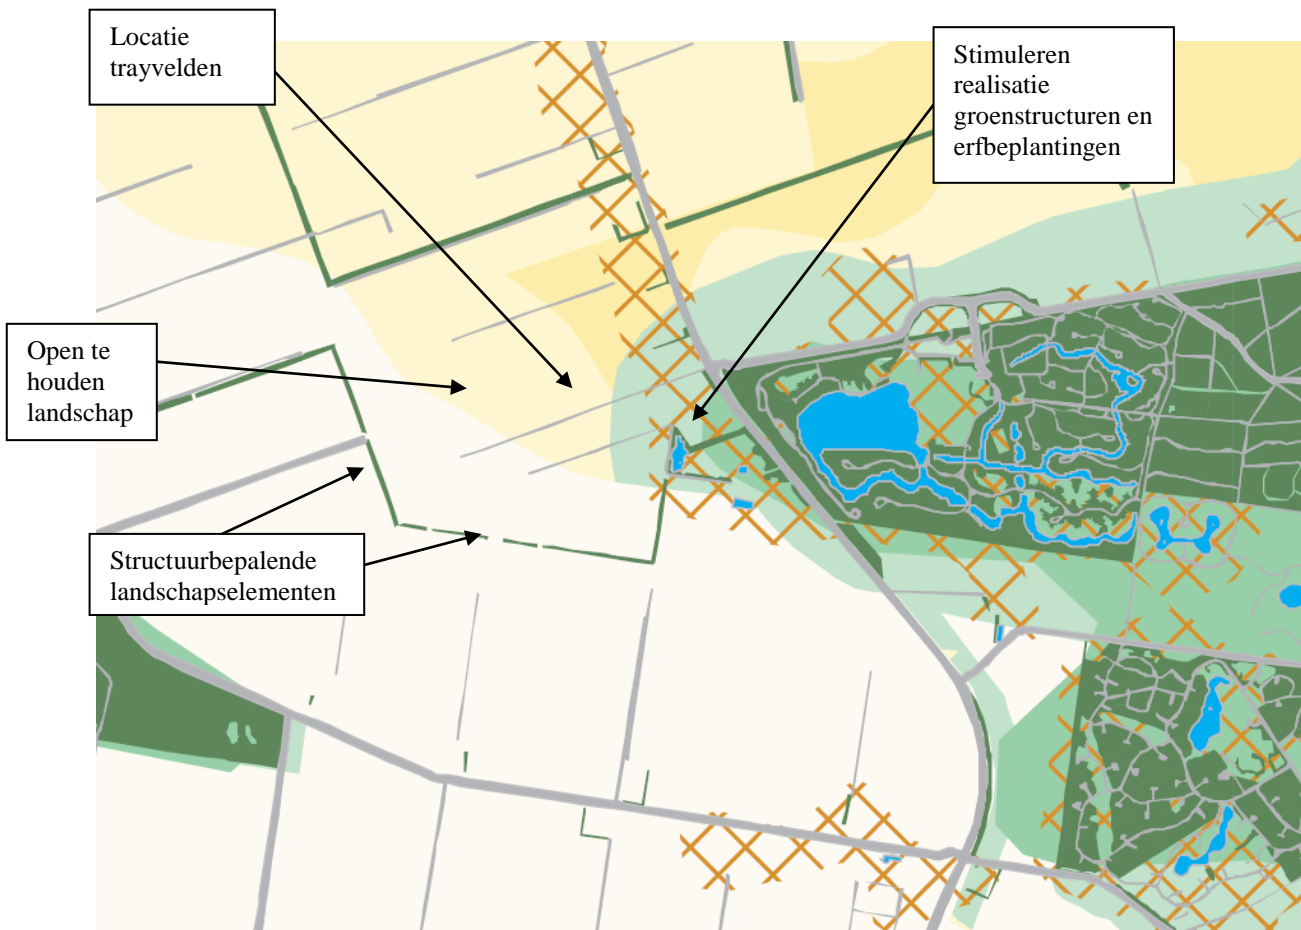 Locatie
trayvelden
Stimuleren
realisatie
groenstructuren en
erfbeplantingen
Open te
houden
landschap
Structuurbepalende
landschapselementen